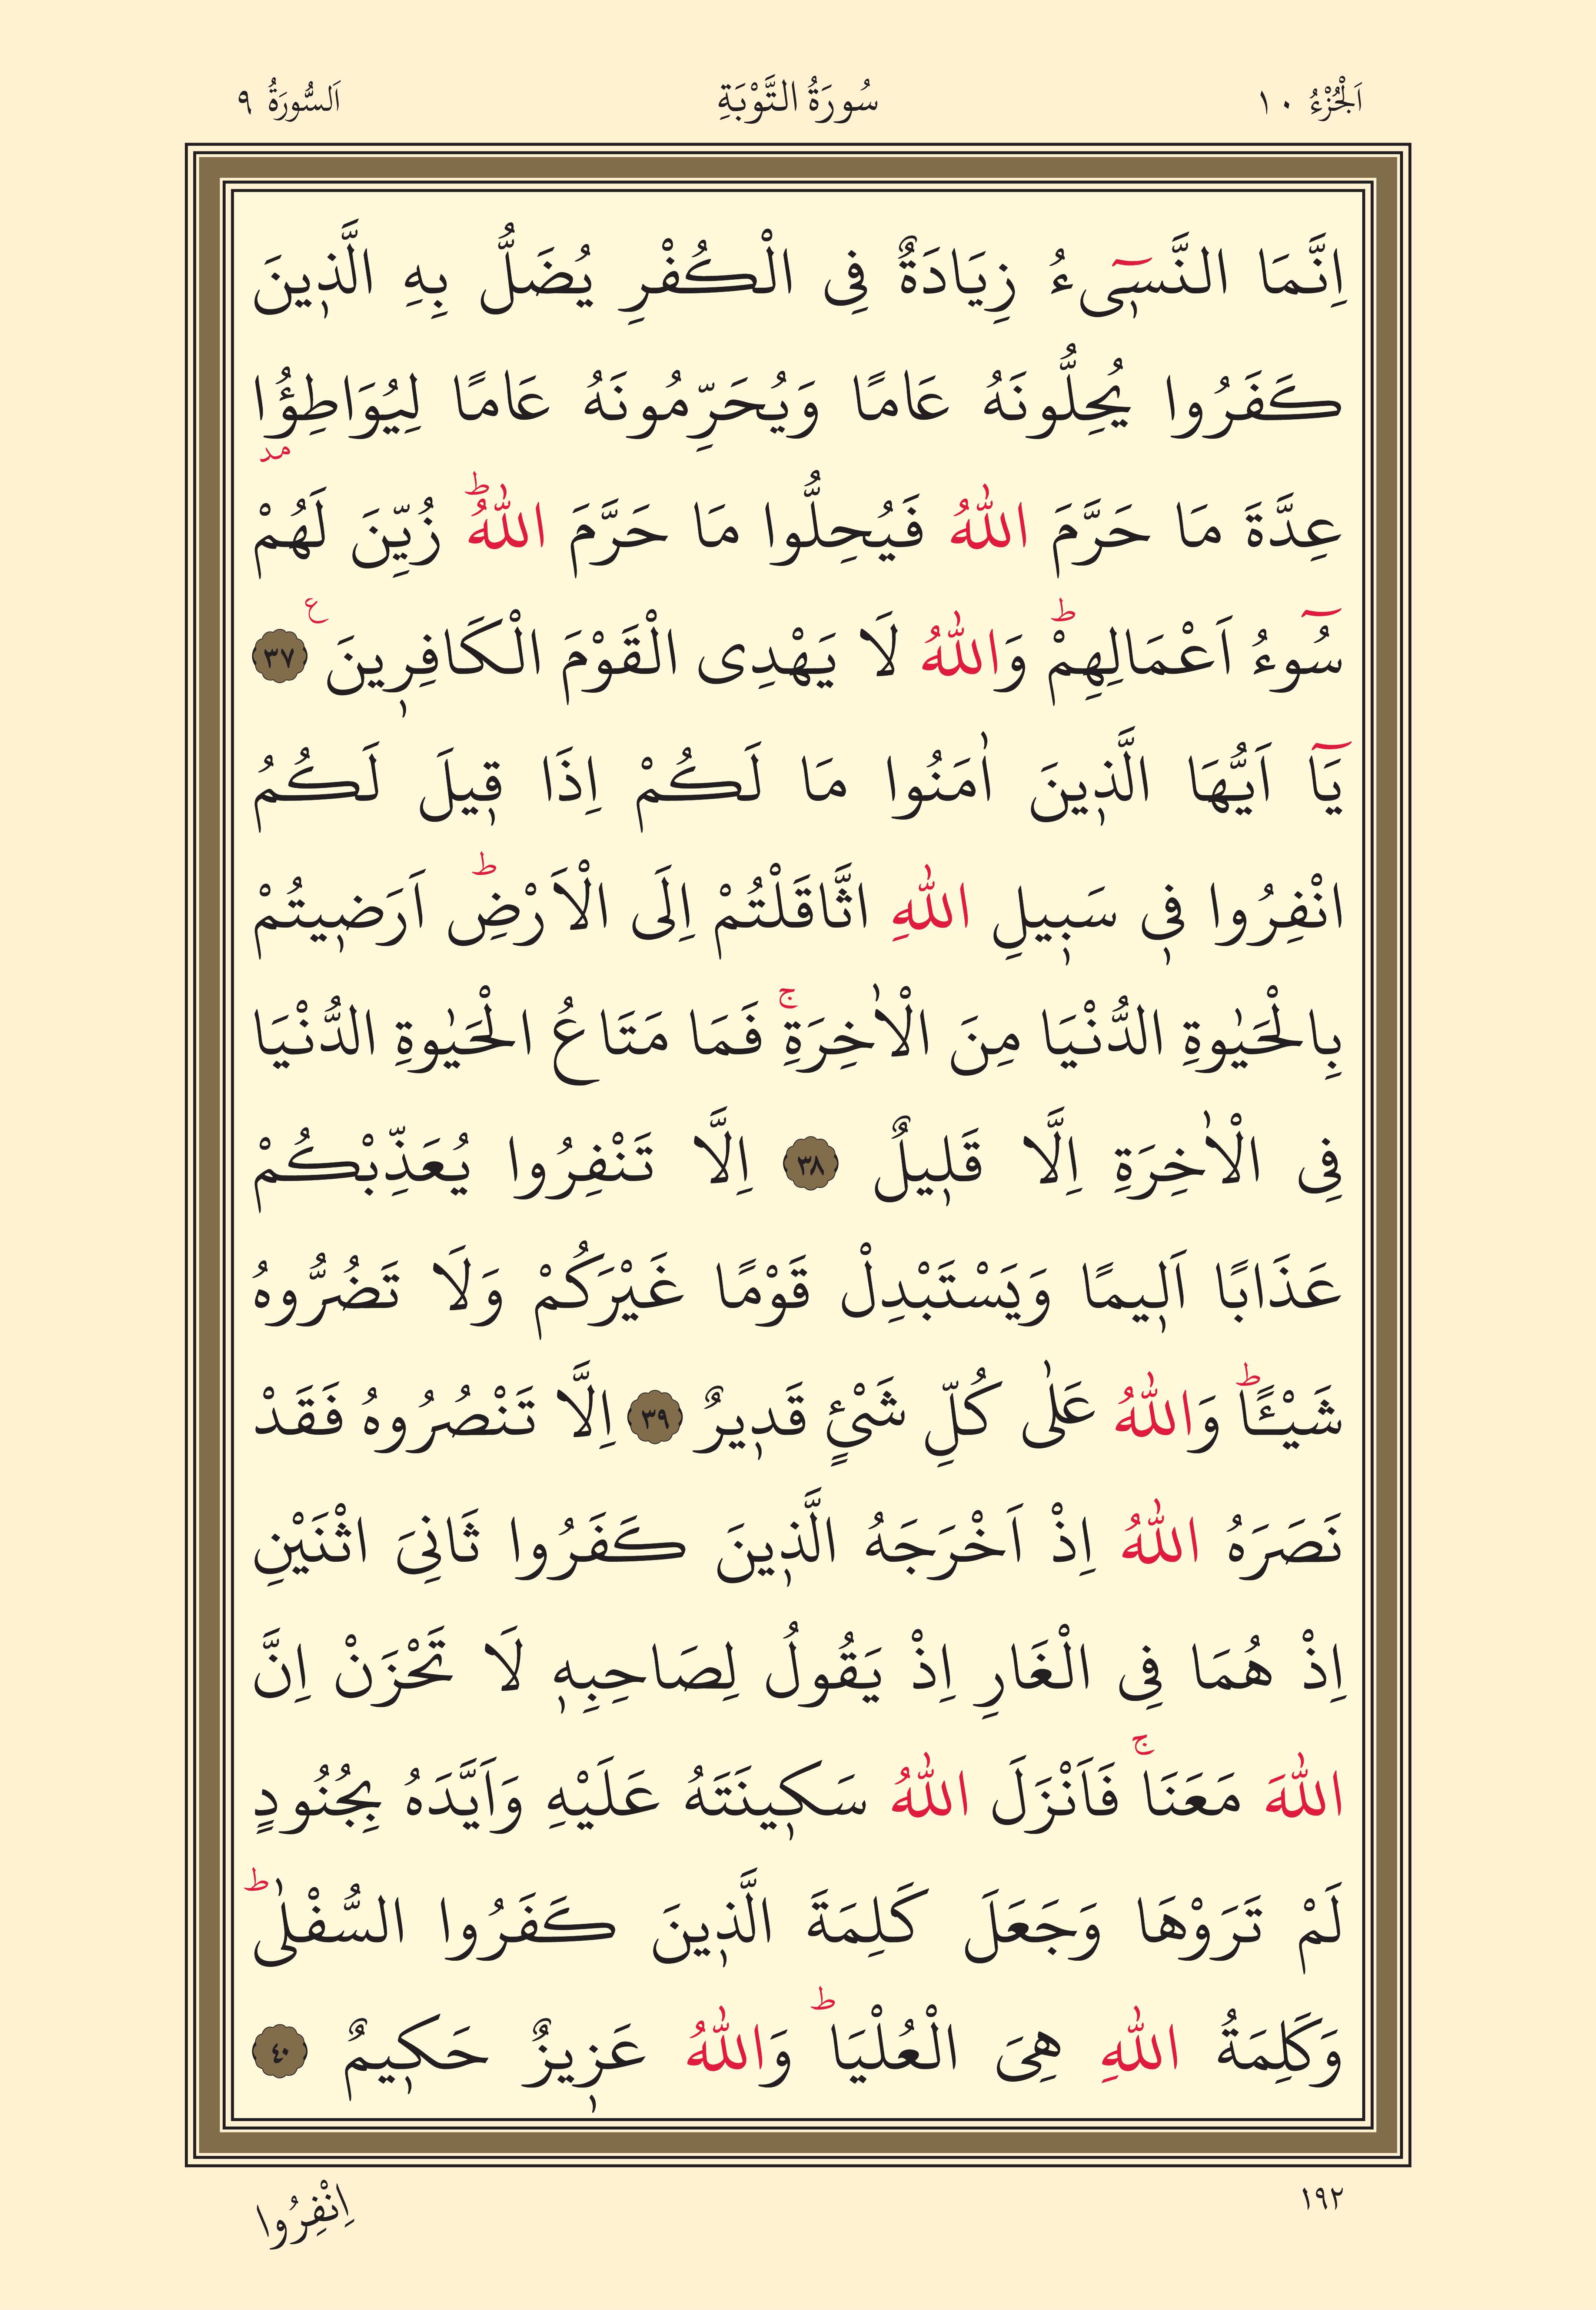 اَلْجُزْءُ ١٠
سُورَةُ التَّوْبَةِ
اَلسُّورَةُ ٩
اِنَّمَا النَّسٖٓیءُ زِيَادَةٌ فِی الْكُفْرِ يُضَلُّ بِهِ الَّذٖينَ
كَفَرُوا يُحِلُّونَهُ عَامًا وَيُحَرِّمُونَهُ عَامًا لِيُوَاطِؤُا
مد
عِدَّةَ مَا حَرَّمَ اللّٰهُ فَيُحِلُّوا مَا حَرَّمَ اللّٰهُؕ زُيِّنَ لَهُمْ
سُٓوءُ اَعْمَالِهِمْؕ وَاللّٰهُ لَا يَهْدِی الْقَوْمَ الْكَافِرٖينَ ع ٣٧
يَٓا اَيُّهَا الَّذٖينَ اٰمَنُوا مَا لَكُمْ اِذَا قٖيلَ لَكُمُ
انْفِرُوا فٖی سَبٖيلِ اللّٰهِ اثَّاقَلْتُمْ اِلَى الْاَرْضِؕ اَرَضٖيتُمْ
بِالْحَيٰوةِ الدُّنْيَا مِنَ الْاٰخِرَةِۚ فَمَا مَتَاعُ الْحَيٰوةِ الدُّنْيَا
فِی الْاٰخِرَةِ اِلَّا قَلٖيلٌ ٣٨ اِلَّا تَنْفِرُوا يُعَذِّبْكُمْ
عَذَابًا اَلٖيمًا وَيَسْتَبْدِلْ قَوْمًا غَيْرَكُمْ وَلَا تَضُرُّوهُ
شَيْـًٔاؕ وَاللّٰهُ عَلٰى كُلِّ شَیْءٍ قَدٖيرٌ ٣٩ اِلَّا تَنْصُرُوهُ فَقَدْ
نَصَرَهُ اللّٰهُ اِذْ اَخْرَجَهُ الَّذٖينَ كَفَرُوا ثَانِیَ اثْنَيْنِ
اِذْ هُمَا فِی الْغَارِ اِذْ يَقُولُ لِصَاحِبِهٖ لَا تَحْزَنْ اِنَّ
اللّٰهَ مَعَنَاۚ فَاَنْزَلَ اللّٰهُ سَكٖينَتَهُ عَلَيْهِ وَاَيَّدَهُ بِجُنُودٍ
لَمْ تَرَوْهَا وَجَعَلَ كَلِمَةَ الَّذٖينَ كَفَرُوا السُّفْلٰىؕ
وَكَلِمَةُ اللّٰهِ هِیَ الْعُلْيَاؕ وَاللّٰهُ عَزٖيزٌ حَكٖيمٌ ٤٠
١٩٢
اِنْفِرُوا